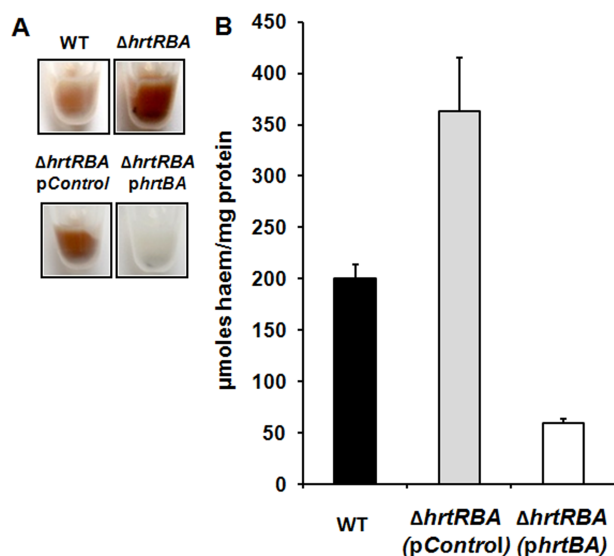 A
WT ΔhrtRBA
ΔhrtRBA ΔhrtRBA
pControl phrtBA
B
µmoles haem/mg protein
450
400
350
300
250
200
150
100
50
0
WT ΔhrtRBA ΔhrtRBA
(pControl) (phrtBA)